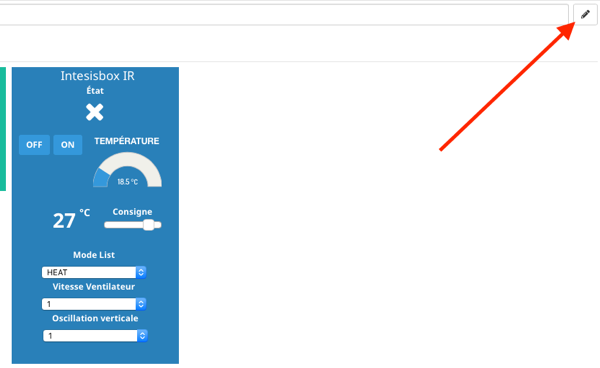 Intesisbox IR
État
OFF ON
TEMPÉRATURE
18.5 °C
27 °C
Consigne
Mode List
HEAT
Vitesse Ventilateur
1
Oscillation verticale
1